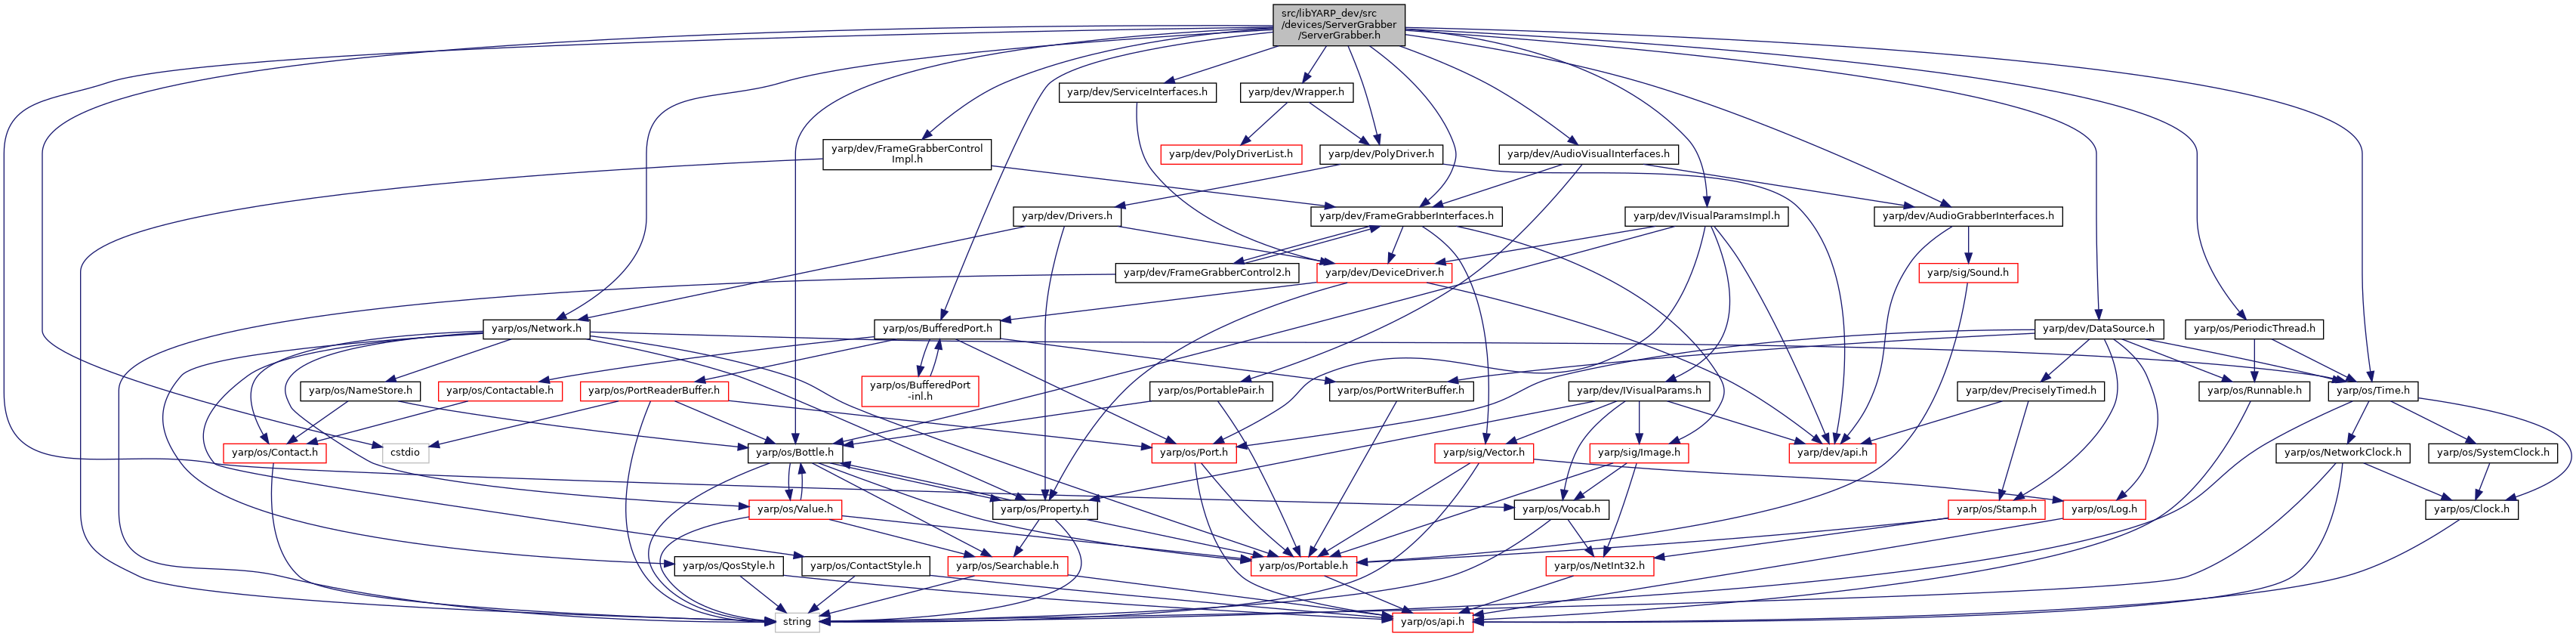 src/libYARP_dev/src
/devices/ServerGrabber
/ServerGrabber.h
yarp/dev/ServiceInterfaces.h
yarp/dev/Wrapper.h
yarp/dev/FrameGrabberControl
Impl.h
yarp/dev/PolyDriverList.h
yarp/dev/PolyDriver.h
yarp/dev/AudioVisualInterfaces.h
yarp/dev/Drivers.h
yarp/dev/FrameGrabberInterfaces.h
yarp/dev/IVisualParamsImpl.h
yarp/dev/AudioGrabberInterfaces.h
yarp/dev/FrameGrabberControl2.h
yarp/dev/DeviceDriver.h
yarp/sig/Sound.h
yarp/os/Network.h
yarp/os/BufferedPort.h
yarp/dev/DataSource.h
yarp/os/PeriodicThread.h
yarp/os/NameStore.h
yarp/os/Contactable.h
yarp/os/PortReaderBuffer.h
yarp/os/BufferedPort
-inl.h
yarp/os/PortablePair.h
yarp/os/PortWriterBuffer.h
yarp/dev/IVisualParams.h
yarp/dev/PreciselyTimed.h
yarp/os/Runnable.h
yarp/os/Time.h
yarp/os/Contact.h
cstdio
yarp/os/Bottle.h
yarp/os/Port.h
yarp/sig/Vector.h
yarp/sig/Image.h
yarp/dev/api.h
yarp/os/NetworkClock.h
yarp/os/SystemClock.h
yarp/os/Value.h
yarp/os/Property.h
yarp/os/Vocab.h
yarp/os/Stamp.h
yarp/os/Log.h
yarp/os/Clock.h
yarp/os/QosStyle.h
yarp/os/ContactStyle.h
yarp/os/Searchable.h
yarp/os/Portable.h
yarp/os/NetInt32.h
string
yarp/os/api.h